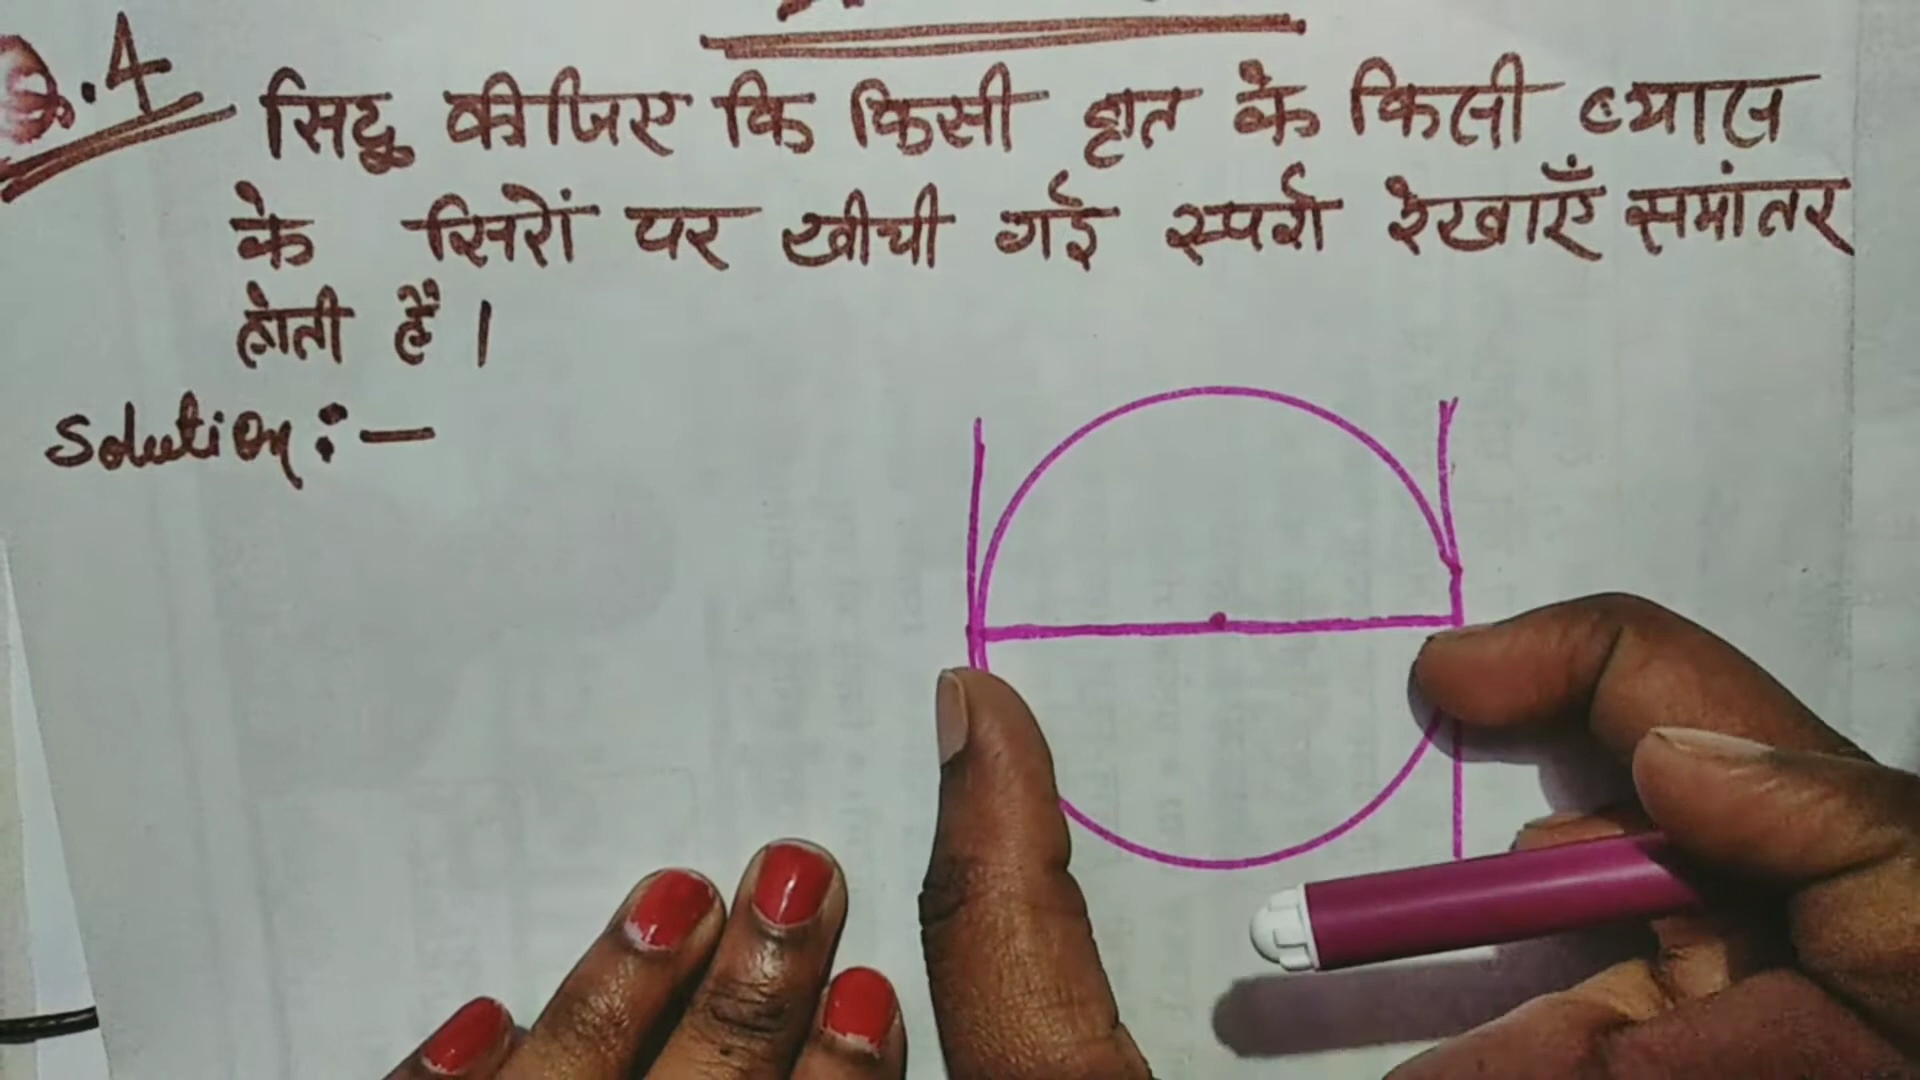 Q.4 सिद्ध कीजिए कि किसी वृत के किसी व्यास
के सिरों पर खींची गई स्पर्श रेखाएँ समांतर
होती हैं।
Solution:—